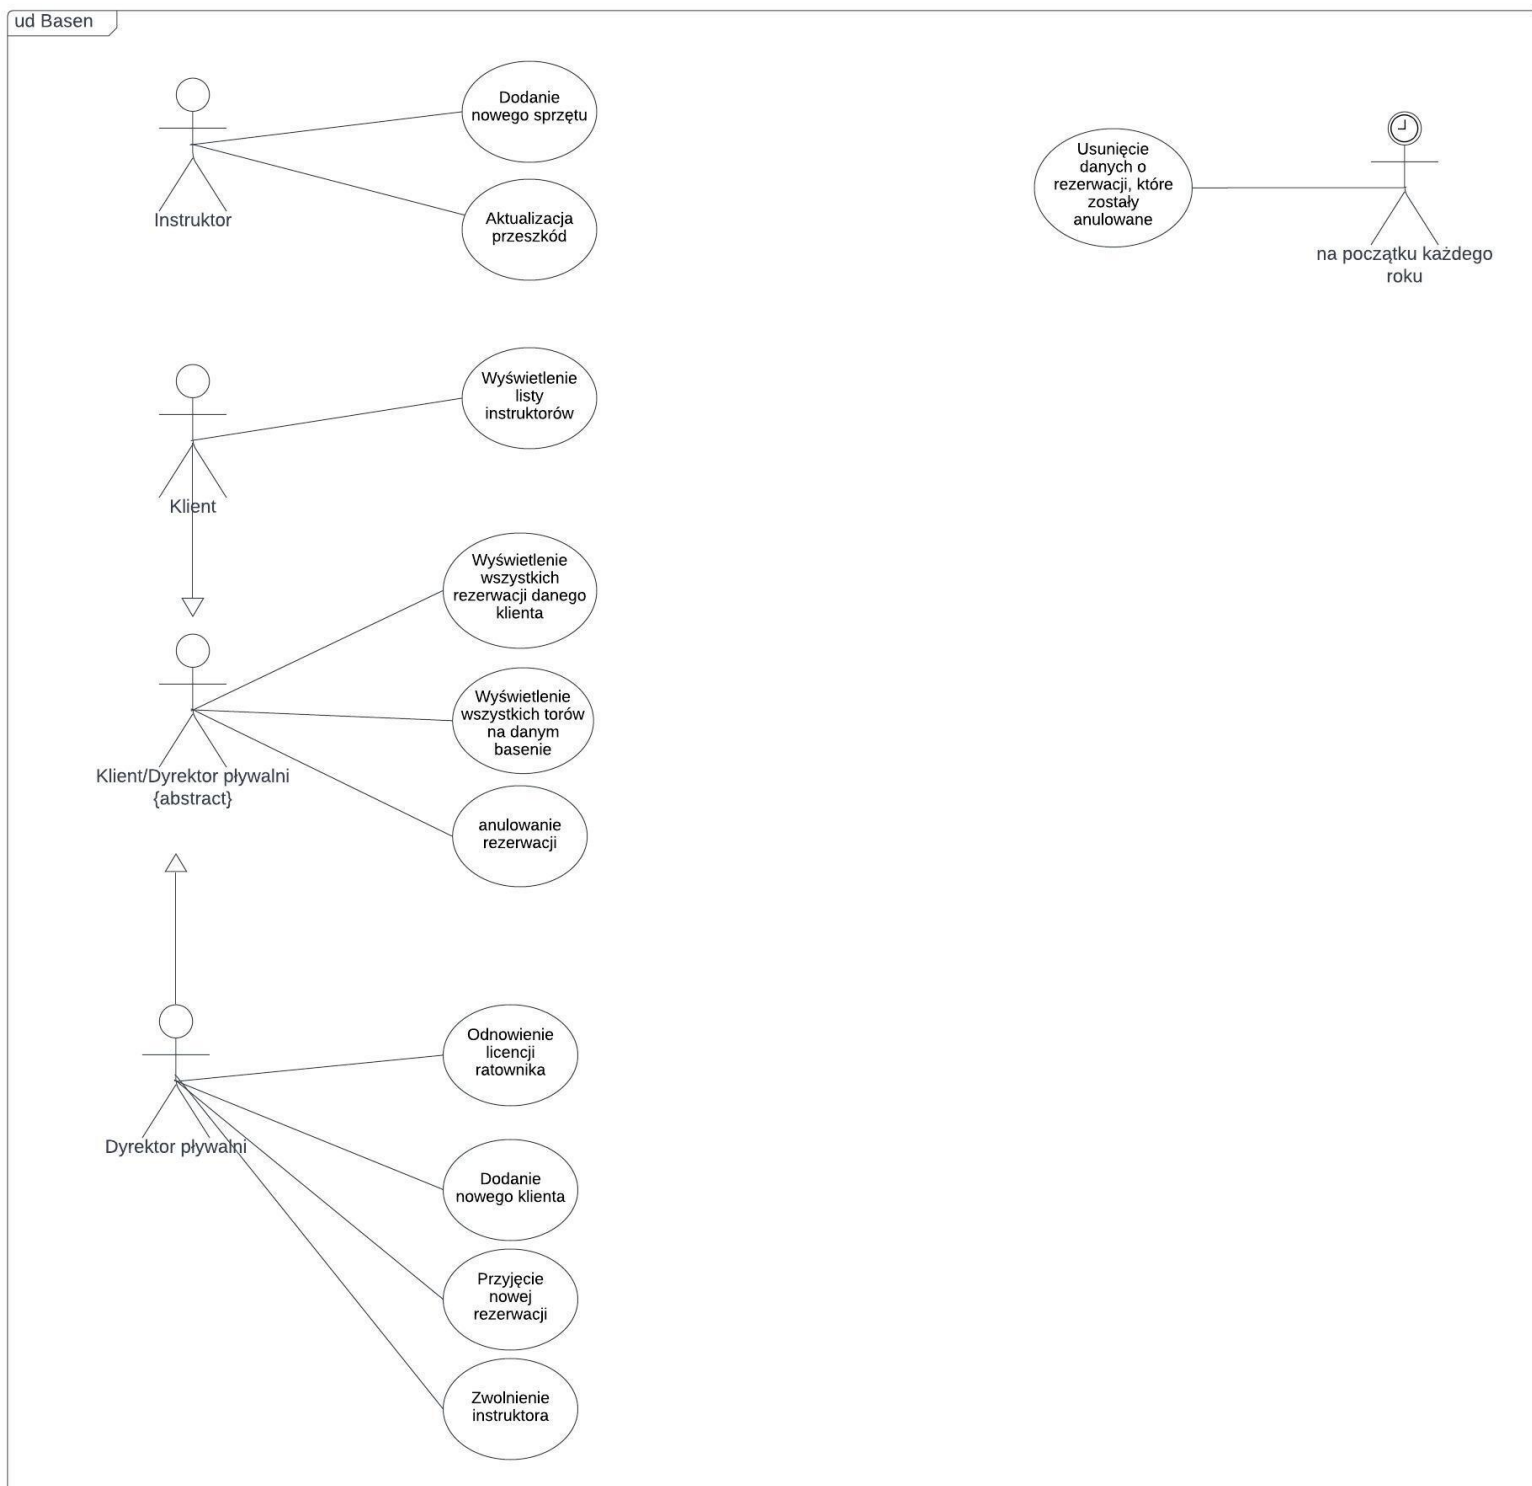 ud Basen
Dodanie
nowego sprzętu
Instruktor
Aktualizacja
przeszkód
Usunięcie
danych o
rezerwacji, które
zostały
anulowane
na początku każdego
roku
Wyświetlenie
listy
instruktorów
Klient
Wyświetlenie
wszystkich
rezerwacji danego
klienta
Wyświetlenie
wszystkich torów
na danym
basenie
Klient/Dyrektor pływalni
{abstract}
anulowanie
rezerwacji
Odnowienie
licencji
ratownika
Dyrektor pływalni
Dodanie
nowego klienta
Przyjęcie
nowej
rezerwacji
Zwolnienie
instruktora